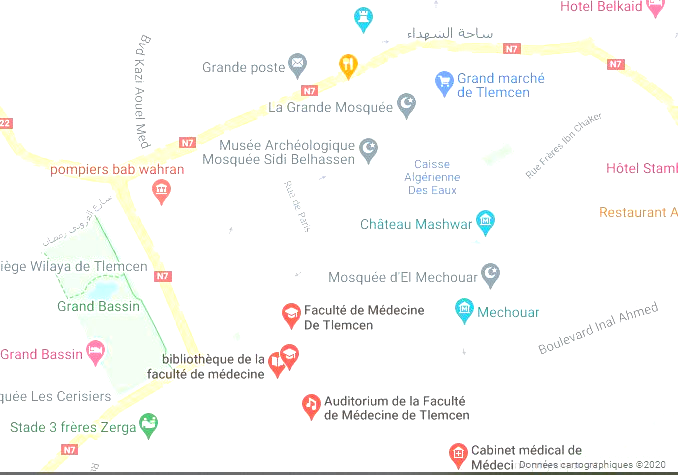 Hotel Belkaid
ساحة الشهداء
N7
N7
Grande poste
Bvd Kazi Aouel Med
Grand marché
de Tlemcen
N7
La Grande Mosquée
22
N7
Rue Frères Ibn Chaker
Musée Archéologique
Mosquée Sidi Belhassen
Caisse
Algérienne
Des Eaux
pompiers bab wahran
Hôtel Stamb
Rue de Paris
Restaurant A
Château Mashwar
iège Wilaya de Tlemcen
N7
Mosquée d'El Mechouar
Grand Bassin
Faculté de Médecine
De Tlemcen
Mechouar
Boulevard Inal Ahmed
Grand Bassin
bibliothèque de la
faculté de médecine
quée Les Cerisiers
Auditorium de la Faculté
de Médecine de Tlemcen
Stade 3 frères Zerga
N7
Cabinet médical de
Médeci
Données cartographiques ©2020